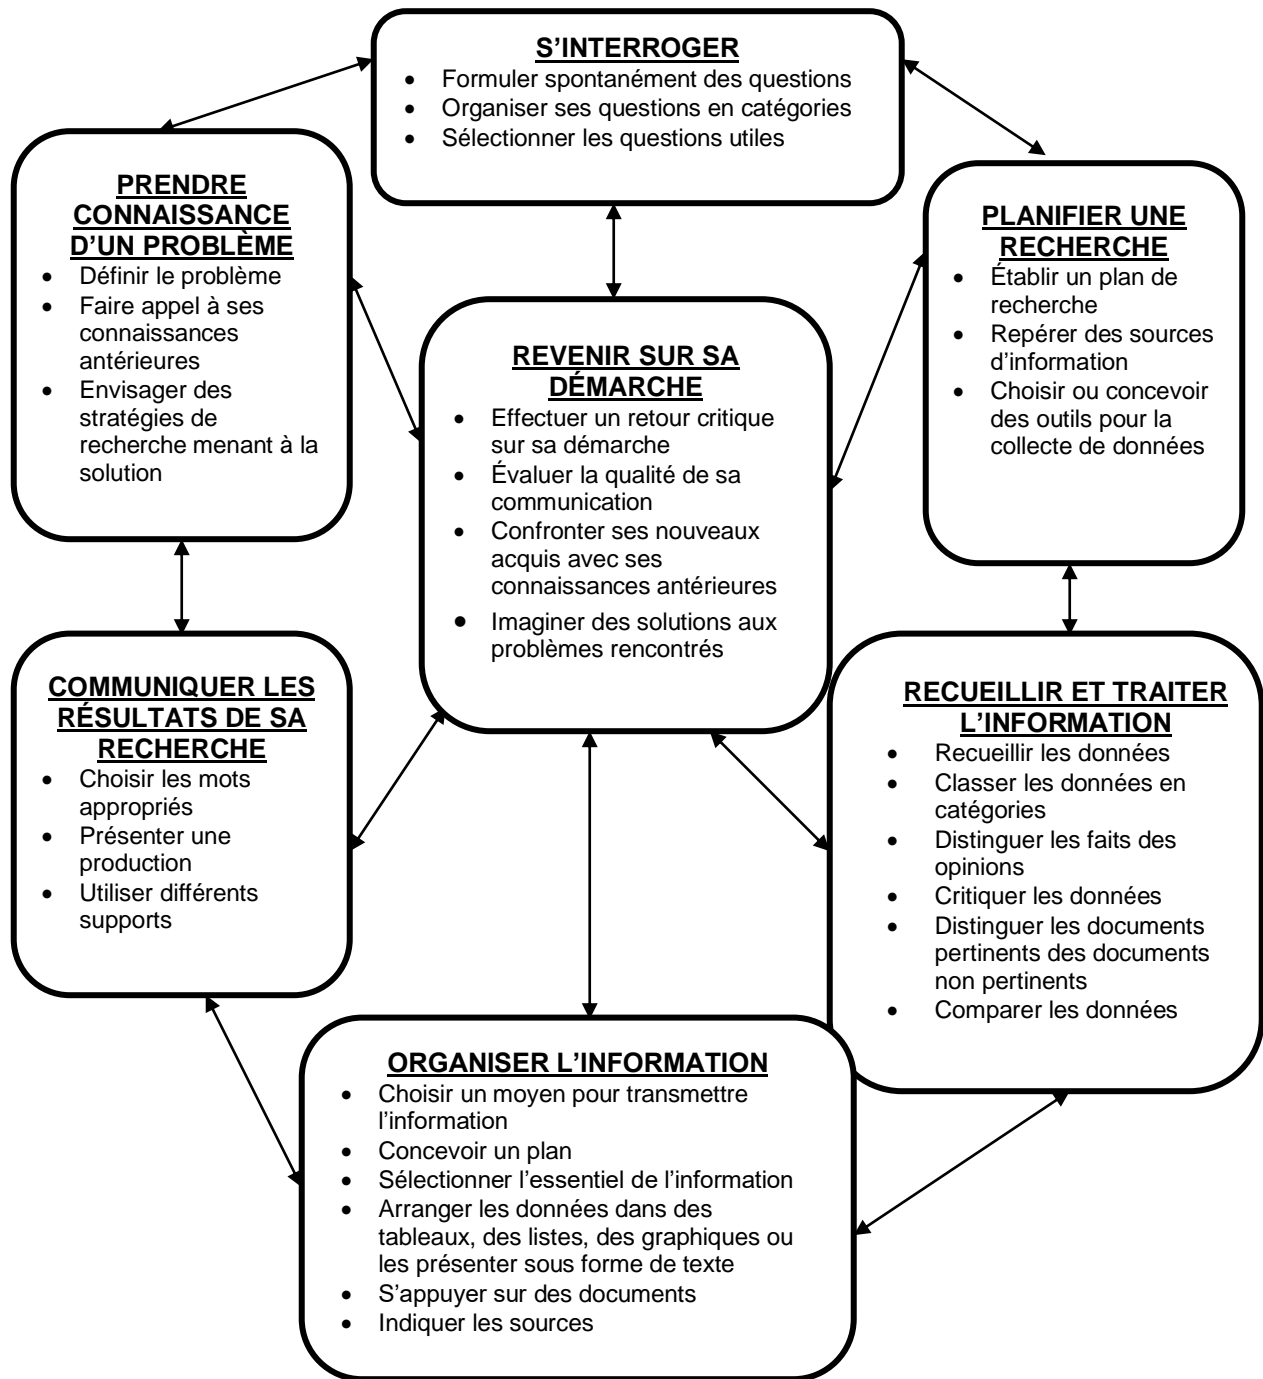 S’INTERROGER
• Formuler spontanément des questions
• Organiser ses questions en catégories
• Sélectionner les questions utiles
PRENDRE
CONNAISSANCE
D’UN PROBLÈME
• Définir le problème
• Faire appel à ses
connaissances
antérieures
• Envisager des
stratégies de
recherche menant à la
solution
PLANIFIER UNE
RECHERCHE
• Établir un plan de
recherche
• Repérer des sources
d’information
• Choisir ou concevoir
des outils pour la
collecte de données
REVENIR SUR SA
DÉMARCHE
• Effectuer un retour critique
sur sa démarche
• Évaluer la qualité de sa
communication
• Confronter ses nouveaux
acquis avec ses
connaissances antérieures
• Imaginer des solutions aux
problèmes rencontrés
COMMUNIQUER LES
RÉSULTATS DE SA
RECHERCHE
• Choisir les mots
appropriés
• Présenter une
production
• Utiliser différents
supports
RECUEILLIR ET TRAITER
L’INFORMATION
• Recueillir les données
• Classer les données en
catégories
• Distinguer les faits des
opinions
• Critiquer les données
• Distinguer les documents
pertinents des documents
non pertinents
• Comparer les données
ORGANISER L’INFORMATION
• Choisir un moyen pour transmettre
l’information
• Concevoir un plan
• Sélectionner l’essentiel de l’information
• Arranger les données dans des
tableaux, des listes, des graphiques ou
les présenter sous forme de texte
• S’appuyer sur des documents
• Indiquer les sources